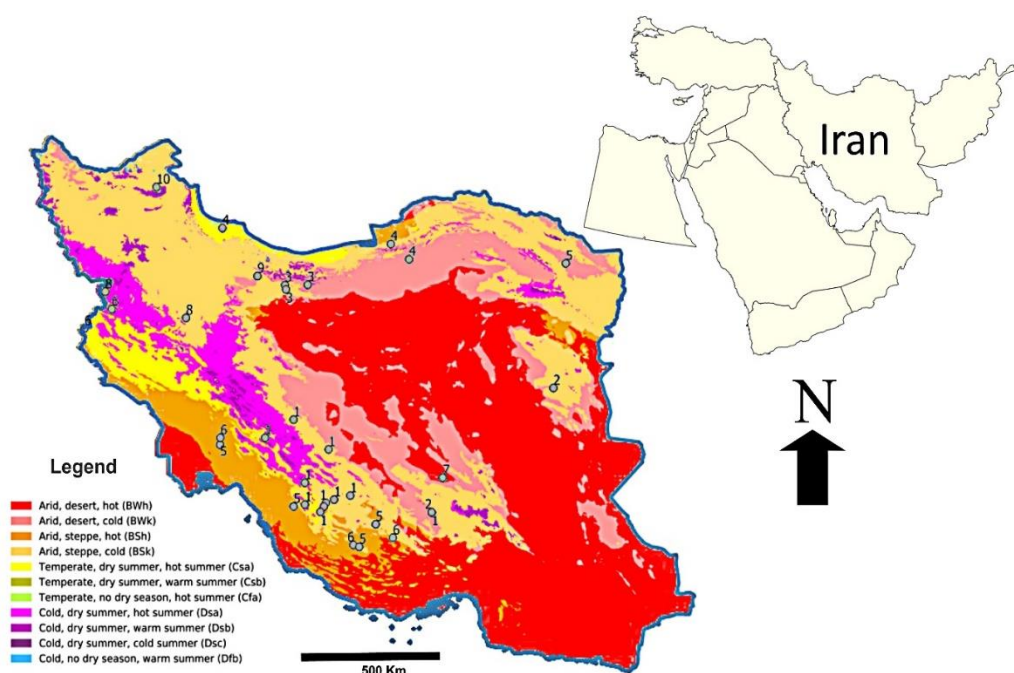 Iran
10
4
4
4
5
9
3
3
3
8
8
8
2
1
3
6
5
1
7
1
1
5
1
1
1
1
5
2
1
6
6
5
N
Legend
Arid, desert, hot (BWh)
Arid, desert, cold (BWk)
Arid, steppe, hot (BSh)
Arid, steppe, cold (BSk)
Temperate, dry summer, hot summer (Csa)
Temperate, dry summer, warm summer (Csb)
Temperate, no dry season, hot summer (Cfa)
Cold, dry summer, hot summer (Dsa)
Cold, dry summer, warm summer (Dsb)
Cold, dry summer, cold summer (Dsc)
Cold, no dry season, warm summer (Dfb)
500 Km